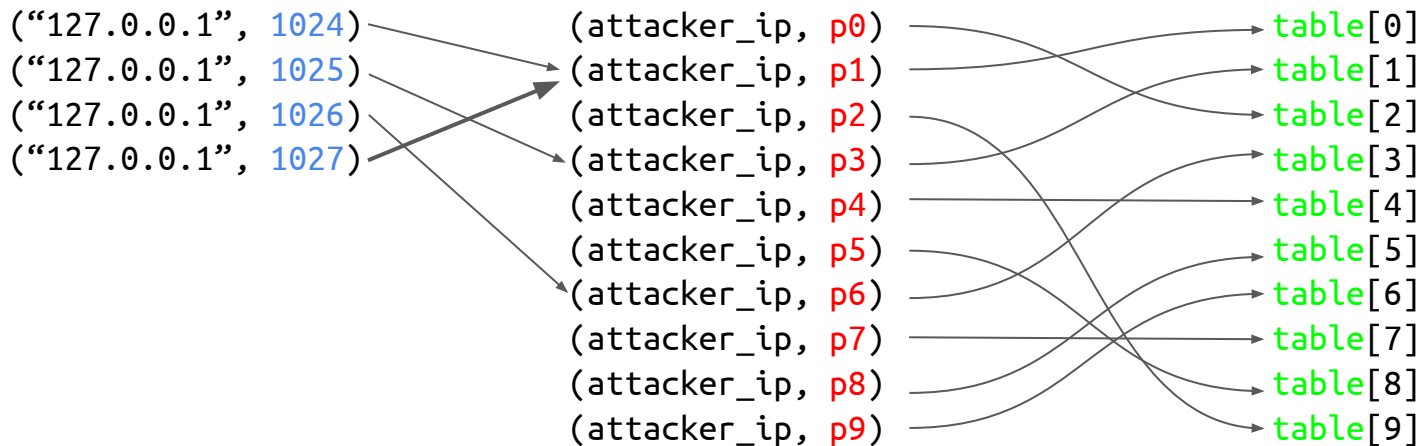 (“127.0.0.1”, 1024) (attacker_ip, p0) table[0]
(“127.0.0.1”, 1025) (attacker_ip, p1) table[1]
(“127.0.0.1”, 1026) (attacker_ip, p2) table[2]
(“127.0.0.1”, 1027) (attacker_ip, p3) table[3]
(attacker_ip, p4) table[4]
(attacker_ip, p5) table[5]
(attacker_ip, p6) table[6]
(attacker_ip, p7) table[7]
(attacker_ip, p8) table[8]
(attacker_ip, p9) table[9]